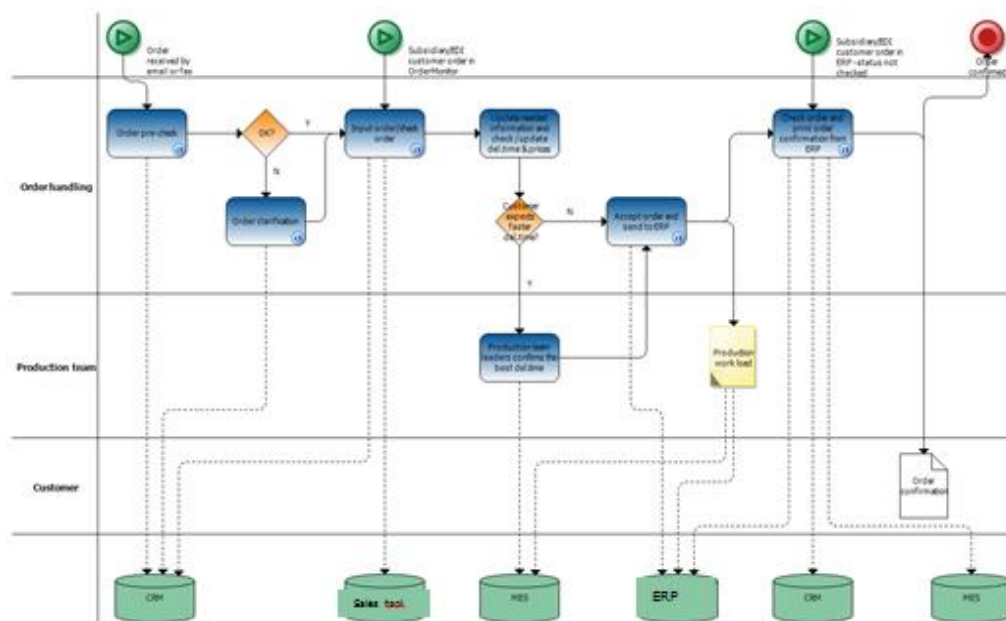 Order
received by
email or fax
Subsidiary/EDI
customer order in
OrderMonitor
Subsidiary/EDI
customer order in
ERP -status not
checked
Order
confirmed
Order handling
Order pre-check
OK?
Y
N
Order clarification
Input order/check
order
Update needed
information and
check / update
del.time & prices
Customer
expects
faster
del.time?
N
Y
Accept order and
send to ERP
Check order and
print order
confirmation from
ERP
Production team
Production team
leaders confirms the
best del.time
Production
work load
Customer
Order
confirmation
CRM
Sales tool
MES
ERP
CRM
MES